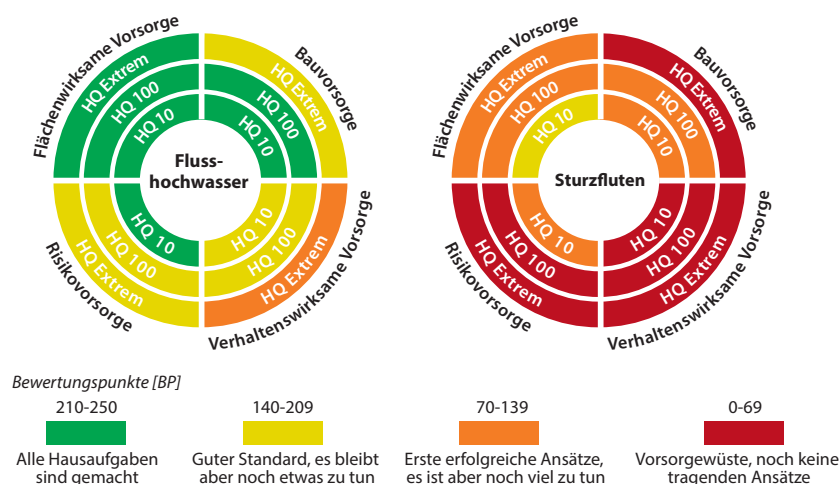 Flächenwirksame Vorsorge
HQ Extrem
HQ 100
HQ 10
Bauvorsorge
HQ Extrem
HQ 100
HQ 10
Fluss-
hochwasser
Risikovorsorge
HQ Extrem
HQ 100
HQ 10
Verhaltenswirksame Vorsorge
HQ Extrem
HQ 100
HQ 10
Flächenwirksame Vorsorge
HQ Extrem
HQ 100
HQ 10
Bauvorsorge
HQ Extrem
HQ 100
HQ 10
Sturzfluten
Risikovorsorge
HQ Extrem
HQ 100
HQ 10
Verhaltenswirksame Vorsorge
HQ Extrem
HQ 100
HQ 10
Bewertungspunkte [BP]
210-250
Alle Hausaufgaben
sind gemacht
140-209
Guter Standard, es bleibt
aber noch etwas zu tun
70-139
Erste erfolgreiche Ansätze,
es ist aber noch viel zu tun
0-69
Vorsorgewüste, noch keine
tragenden Ansätze